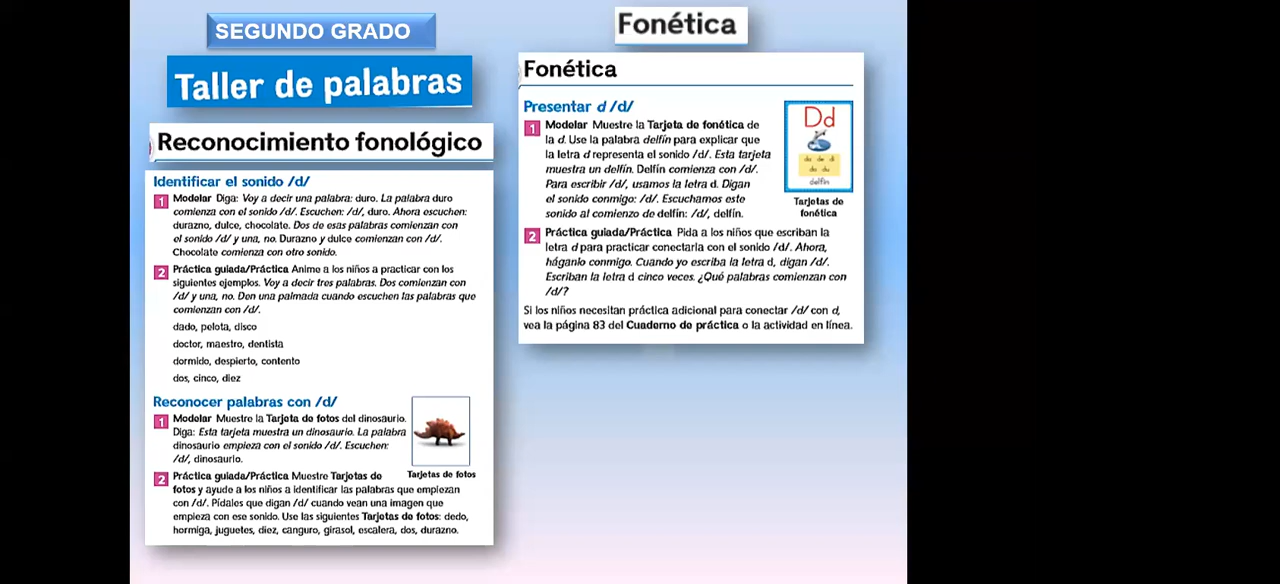 SEGUNDO GRADO
Taller de palabras
Reconocimiento fonológico
Identificar el sonido /d/
1 Modelar Diga: Voy a decir una palabra: duro. La palabra duro
comienza con el sonido /d/. Escuchen: /d/, duro. Ahora escuchen:
durazno, dulce, chocolate. Dos de esas palabras comienzan con
el sonido /d/ y una, no. Durazno y dulce comienzan con /d/.
Chocolate comienza con otro sonido.
2 Práctica guiada/Práctica Anime a los niños a practicar con los
siguientes ejemplos. Voy a decir tres palabras. Dos comienzan con
/d/ y una, no. Den una palmada cuando escuchen las palabras que
comienzan con /d/.
dado, pelota, disco
doctor, maestro, dentista
dormido, despierto, contento
dos, cinco, diez
Reconocer palabras con /d/
1 Modelar Muestre la Tarjeta de fotos del dinosaurio.
Diga: Esta tarjeta muestra un dinosaurio. La palabra
dinosaurio empieza con el sonido /d/. Escuchen:
/d/, dinosaurio.
2 Práctica guiada/Práctica Muestre Tarjetas de
fotos y ayude a los niños a identificar las palabras que empiezan
con /d/. Pídales que digan /d/ cuando vean una imagen que
empieza con ese sonido. Use las siguientes Tarjetas de fotos: dedo,
hormiga, juguetes, diez, canguro, girasol, escalera, dos, durazno.
Tarjetas de fotos
Fonética
Fonética
Presentar d /d/
1 Modelar Muestre la Tarjeta de fonética de
la d. Use la palabra delfín para explicar que
la letra d representa el sonido /d/. Esta tarjeta
muestra un delfín. Delfín comienza con /d/.
Para escribir /d/, usamos la letra d. Digan
el sonido conmigo: /d/. Escuchamos este
sonido al comienzo de delfín: /d/, delfín.
Dd
da de di
do du
delfín
Tarjetas de
fonética
2 Práctica guiada/Práctica Pida a los niños que escriban la
letra d para practicar conectarla con el sonido /d/. Ahora,
háganlo conmigo. Cuando yo escriba la letra d, digan /d/.
Escriban la letra d cinco veces. ¿Qué palabras comienzan con
/d/?
Si los niños necesitan práctica adicional para conectar /d/ con d,
vea la página 83 del Cuaderno de práctica o la actividad en línea.